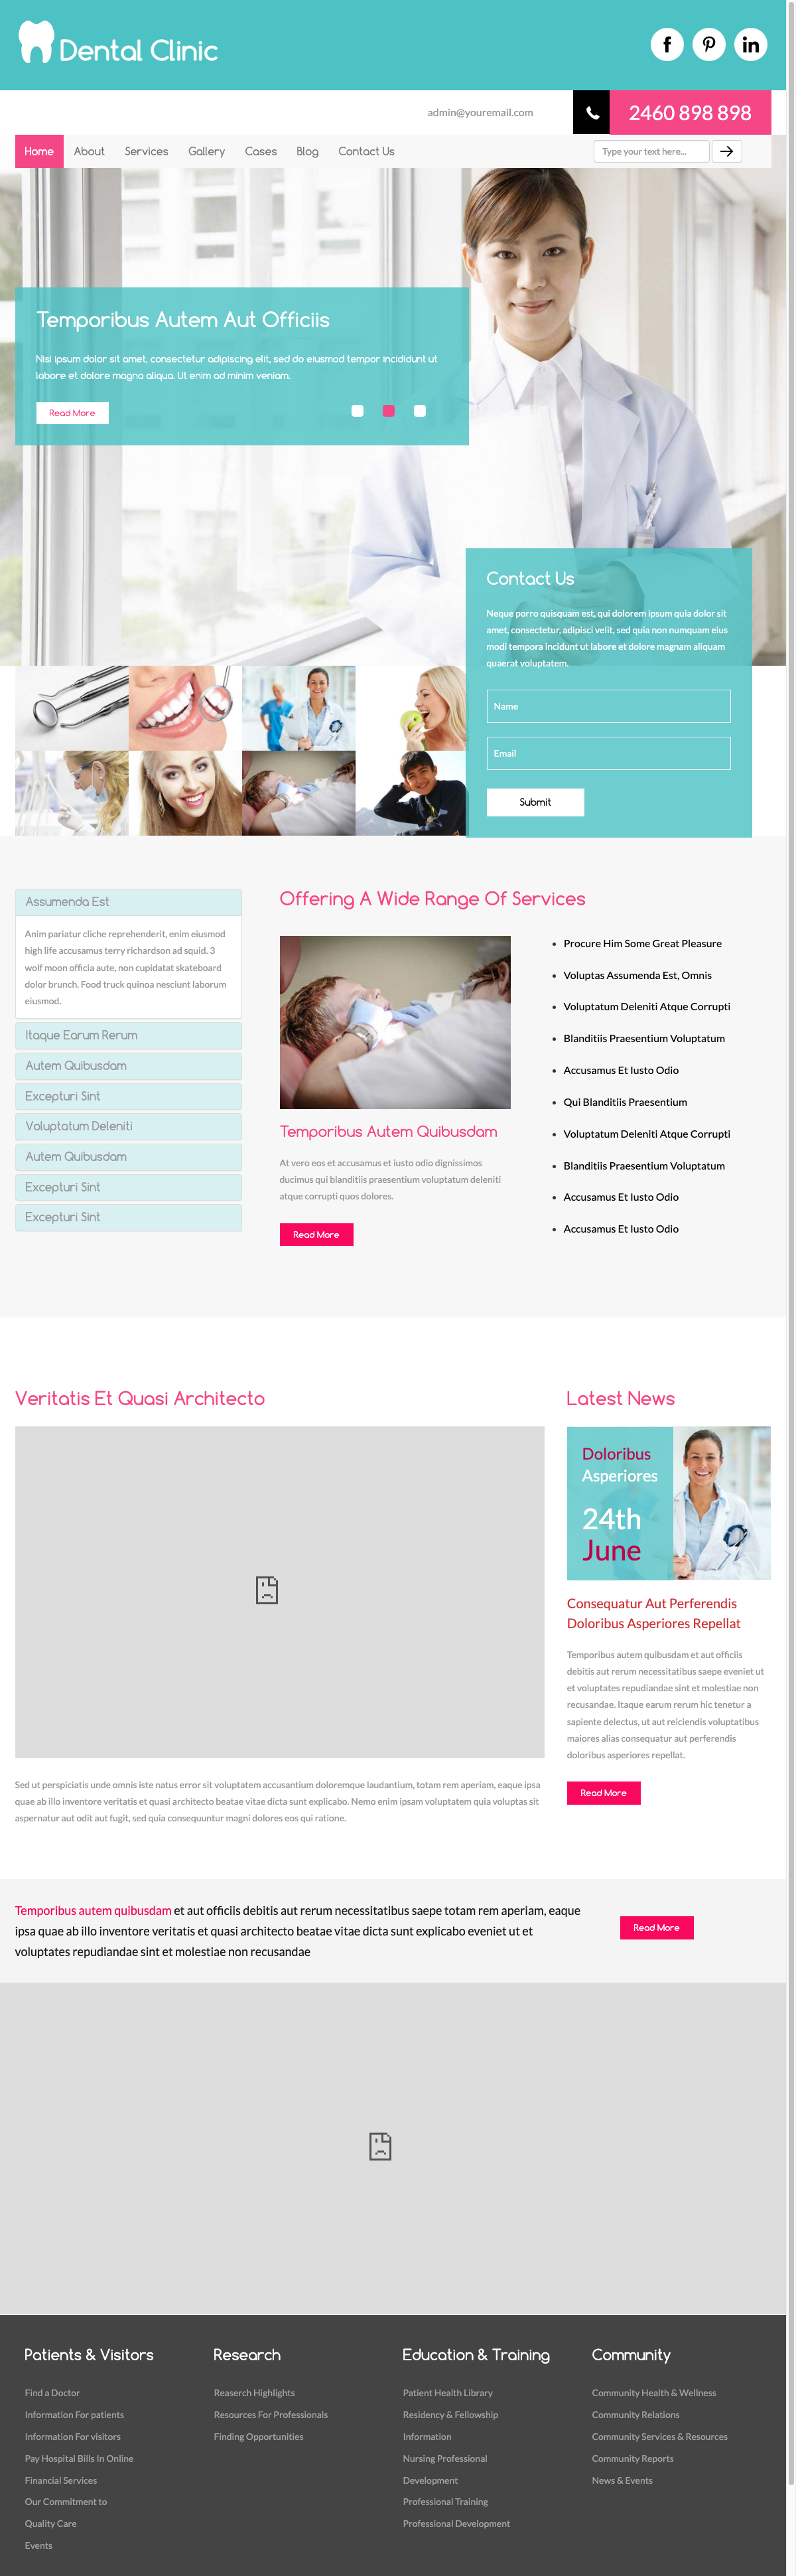 Dental Clinic
admin@youremail.com
2460 898 898
Home
About
Services
Gallery
Cases
Blog
Contact Us
Type your text here...
Temporibus Autem Aut Officiis
Nisi ipsum dolor sit amet, consectetur adipiscing elit, sed do eiusmod tempor incididunt ut
labore et dolore magna aliqua. Ut enim ad minim veniam.
Read More
Contact Us
Neque porro quisquam est, qui dolorem ipsum quia dolor sit
amet, consectetur, adipisci velit, sed quia non numquam eius
modi tempora incidunt ut labore et dolore magnam aliquam
quaerat voluptatem.
Name
Email
Submit
Assumenda Est
Anim pariatur cliche reprehenderit, enim eiusmod
high life accusamus terry richardson ad squid. 3
wolf moon officia aute, non cupidatat skateboard
dolor brunch. Food truck quinoa nesciunt laborum
eiusmod.
Itaque Earum Rerum
Autem Quibusdam
Excepturi Sint
Voluptatum Deleniti
Autem Quibusdam
Excepturi Sint
Excepturi Sint
Offering A Wide Range Of Services
Temporibus Autem Quibusdam
At vero eos et accusamus et iusto odio dignissimos
ducimus qui blanditiis praesentium voluptatum deleniti
atque corrupti quos dolores.
Read More
Procure Him Some Great Pleasure
Voluptas Assumenda Est, Omnis
Voluptatum Deleniti Atque Corrupti
Blanditiis Praesentium Voluptatum
Accusamus Et Iusto Odio
Qui Blanditiis Praesentium
Voluptatum Deleniti Atque Corrupti
Blanditiis Praesentium Voluptatum
Accusamus Et Iusto Odio
Accusamus Et Iusto Odio
Veritatis Et Quasi Architecto
Sed ut perspiciatis unde omnis iste natus error sit voluptatem accusantium doloremque laudantium, totam rem aperiam, eaque ipsa
quae ab illo inventore veritatis et quasi architecto beatae vitae dicta sunt explicabo. Nemo enim ipsam voluptatem quia voluptas sit
aspernatur aut odit aut fugit, sed quia consequuntur magni dolores eos qui ratione.
Latest News
Doloribus
Asperiores
24th
June
Consequatur Aut Perferendis
Doloribus Asperiores Repellat
Temporibus autem quibusdam et aut officiis
debitis aut rerum necessitatibus saepe eveniet ut
et voluptates repudiandae sint et molestiae non
recusandae. Itaque earum rerum hic tenetur a
sapiente delectus, ut aut reiciendis voluptatibus
maiores alias consequatur aut perferendis
doloribus asperiores repellat.
Read More
Temporibus autem quibusdam et aut officiis debitis aut rerum necessitatibus saepe totam rem aperiam, eaque
ipsa quae ab illo inventore veritatis et quasi architecto beatae vitae dicta sunt explicabo eveniet ut et
voluptates repudiandae sint et molestiae non recusandae
Read More
Patients & Visitors
Find a Doctor
Information For patients
Information For visitors
Pay Hospital Bills In Online
Financial Services
Our Commitment to
Quality Care
Events
Research
Reaserch Highlights
Resources For Professionals
Finding Opportunities
Education & Training
Patient Health Library
Residency & Fellowship
Information
Nursing Professional
Development
Professional Training
Professional Development
Community
Community Health & Wellness
Community Relations
Community Services & Resources
Community Reports
News & Events